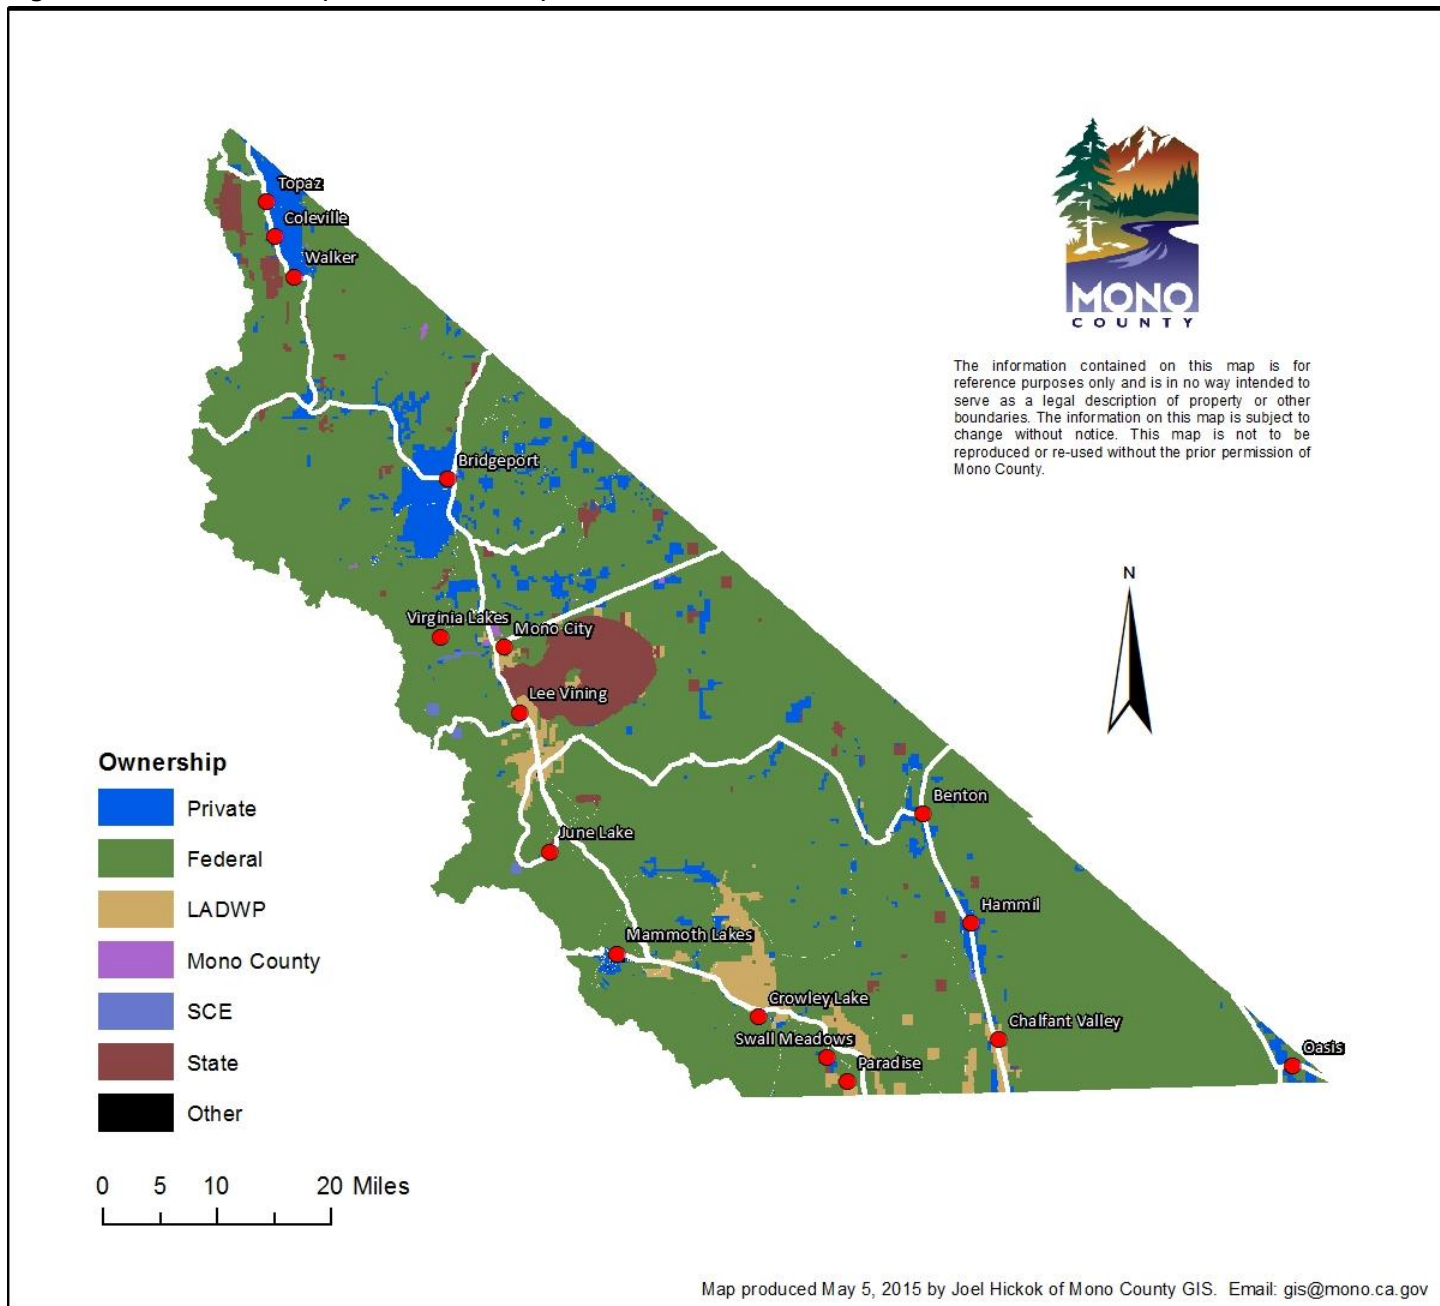 MONO
COUNTY
The information contained on this map is for
reference purposes only and is in no way intended to
serve as a legal description of property or other
boundaries. The information on this map is subject to
change without notice. This map is not to be
reproduced or re-used without the prior permission of
Mono County.
N
Topaz
Coleville
Walker
Bridgeport
Virginia Lakes
Mono City
Lee Vining
Benton
June Lake
Hammil
Mammoth Lakes
Crowley Lake
Chalfant Valley
Swall Meadows
Paradise
Oasis
Ownership
Private
Federal
LADWP
Mono County
SCE
State
Other
0 5 10 20 Miles
Map produced May 5, 2015 by Joel Hickok of Mono County GIS. Email: gis@mono.ca.gov